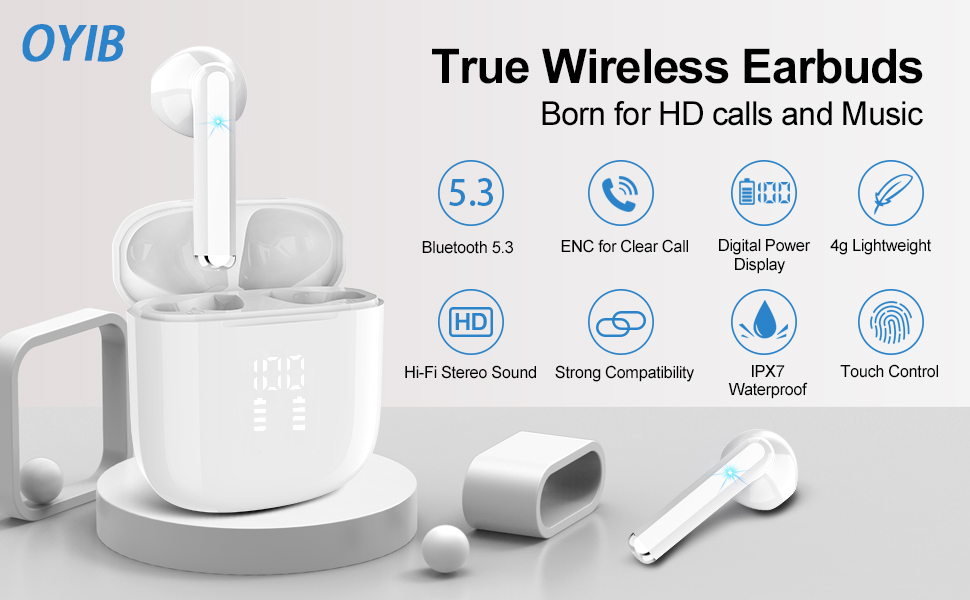 OYIB
True Wireless Earbuds
Born for HD calls and Music
5.3
100
Bluetooth 5.3
ENC for Clear Call
Digital Power
Display
4g Lightweight
HD
Hi-Fi Stereo Sound
Strong Compatibility
IPX7
Waterproof
Touch Control
100